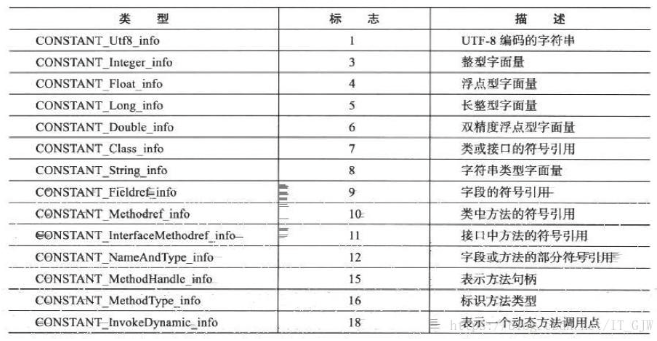 类 型 标 志 描 述
CONSTANT_Utf8_info 1 UTF-8 编码的字符串
CONSTANT_Integer_info 3 整型字面量
CONSTANT_Float_info 4 浮点型字面量
CONSTANT_Long_info 5 长整型字面量
CONSTANT_Double_info 6 双精度浮点型字面量
CONSTANT_Class_info 7 类或接口的符号引用
CONSTANT_String_info 8 字符串类型字面量
CONSTANT_Fieldref_info 9 字段的符号引用
CONSTANT_Methodref_info 10 类中方法的符号引用
CONSTANT_InterfaceMethodref_info 11 接口中方法的符号引用
CONSTANT_NameAndType_info 12 字段或方法的部分符号引用
CONSTANT_MethodHandle_info 15 表示方法句柄
CONSTANT_MethodType_info 16 标识方法类型
CONSTANT_InvokeDynamic_info 18 表示一个动态方法调用点